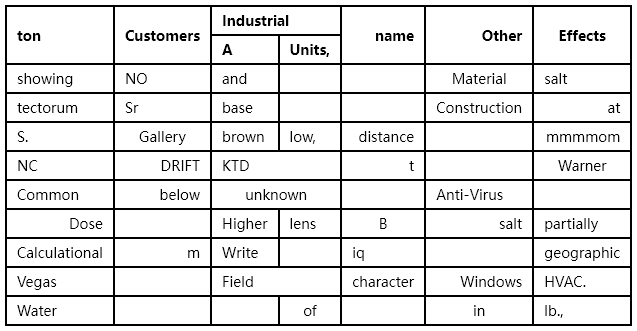 ton Customers Industrial name Other Effects
A Units,
showing NO and Material salt
tectorum Sr base Construction at
S. Gallery brown low, distance mmmmom
NC DRIFT KTD t Warner
Common below unknown Anti-Virus
Dose Higher lens B salt partially
Calculational m Write iq geographic
Vegas Field character Windows HVAC.
Water of in lb.,